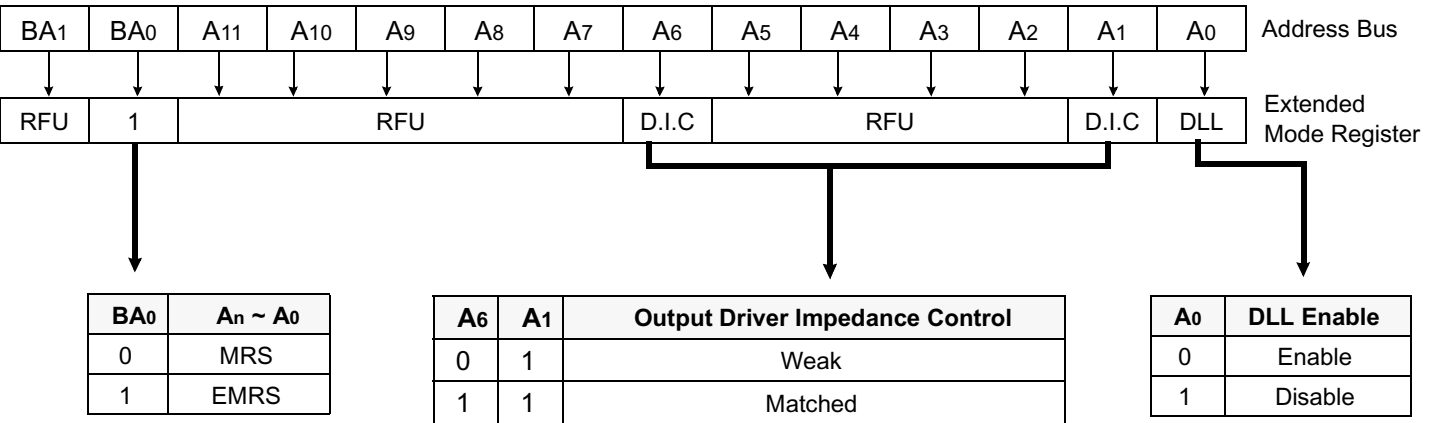 BA1 BA0 A11 A10 A9 A8 A7 A6 A5 A4 A3 A2 A1 A0 Address Bus
RFU 1 RFU D.I.C RFU D.I.C DLL Extended
Mode Register
BA0 An ~ A0
0 MRS
1 EMRS
A6 A1 Output Driver Impedance Control
0 1 Weak
1 1 Matched
A0 DLL Enable
0 Enable
1 Disable